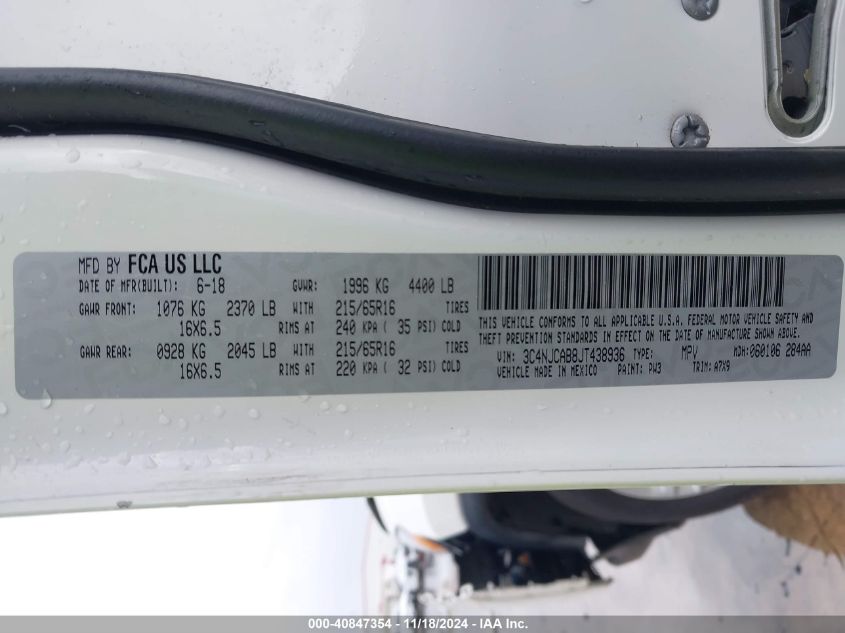 MFD BY FCA US LLC
DATE OF MFR(BUILT): 6-18 GVWR: 1996 KG 4400 LB
GAWR FRONT: 1076 KG 2370 LB WITH 215/65R16 TIRES
16X6.5 RIMS AT 240 KPA ( 35 PSI) COLD
GAWR REAR: 0928 KG 2045 LB WITH 215/65R16 TIRES
16X6.5 RIMS AT 220 KPA ( 32 PSI) COLD
THIS VEHICLE CONFORMS TO ALL APPLICABLE U.S.A. FEDERAL MOTOR VEHICLE SAFETY AND
THEFT PREVENTION STANDARDS IN EFFECT ON THE DATE OF MANUFACTURE SHOWN ABOVE.
VIN: 3C4NJCAB8JT438936 TYPE: MPV MDH:060106 284AA
VEHICLE MADE IN MEXICO PAINT: PW3 TRIM: A7X9
000-40847354 - 11/18/2024 - IAA Inc.